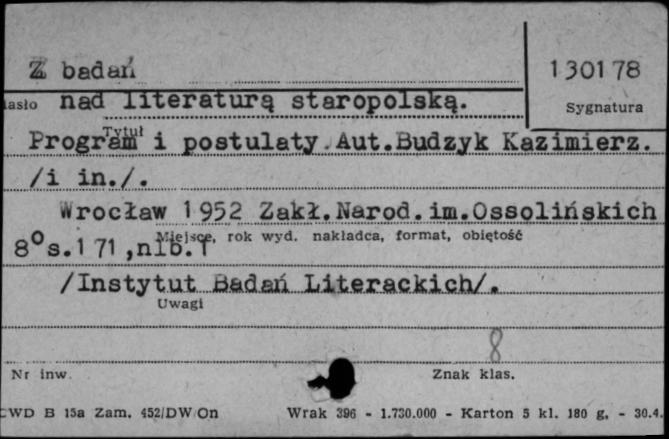 Z badań
130178
asło nad literaturą staropolską.
Sygnatura
Tytuł
Program i postulaty.Aut.Budzyk Kazimierz.
/i in./.
Wrocław 1952 Zakł.Narod.im.Ossolińskich
Miejsce, rok wyd. nakładca, format, objętość
8° s.171,nlb.1
/Instytut Badań Literackich/.
Uwagi
8
Nr inw.
Znak klas.
CWD B 15a Zam. 452/DW/On Wrak 396 - 1.730.000 - Karton 5 kl. 180 g. - 30.4.